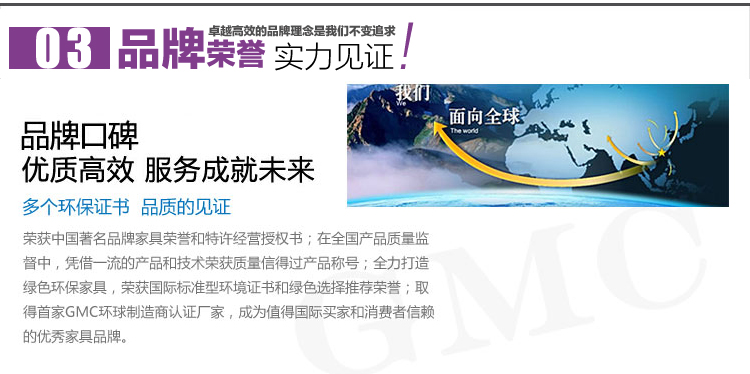 03 品牌荣誉 实力见证!
卓越高效的品牌理念是我们不变追求
品牌口碑
优质高效 服务成就未来
多个环保证书 品质的见证
荣获中国著名品牌家具荣誉和特许经营授权书；在全国产品质量监
督中，凭借一流的产品和技术荣获质量信得过产品称号；全力打造
绿色环保家具，荣获国际标准型环境证书和绿色选择推荐荣誉；取
得首家GMC环球制造商认证厂家，成为值得国际买家和消费者信赖
的优秀家具品牌。
我们
We
面向全球
The world
GMC